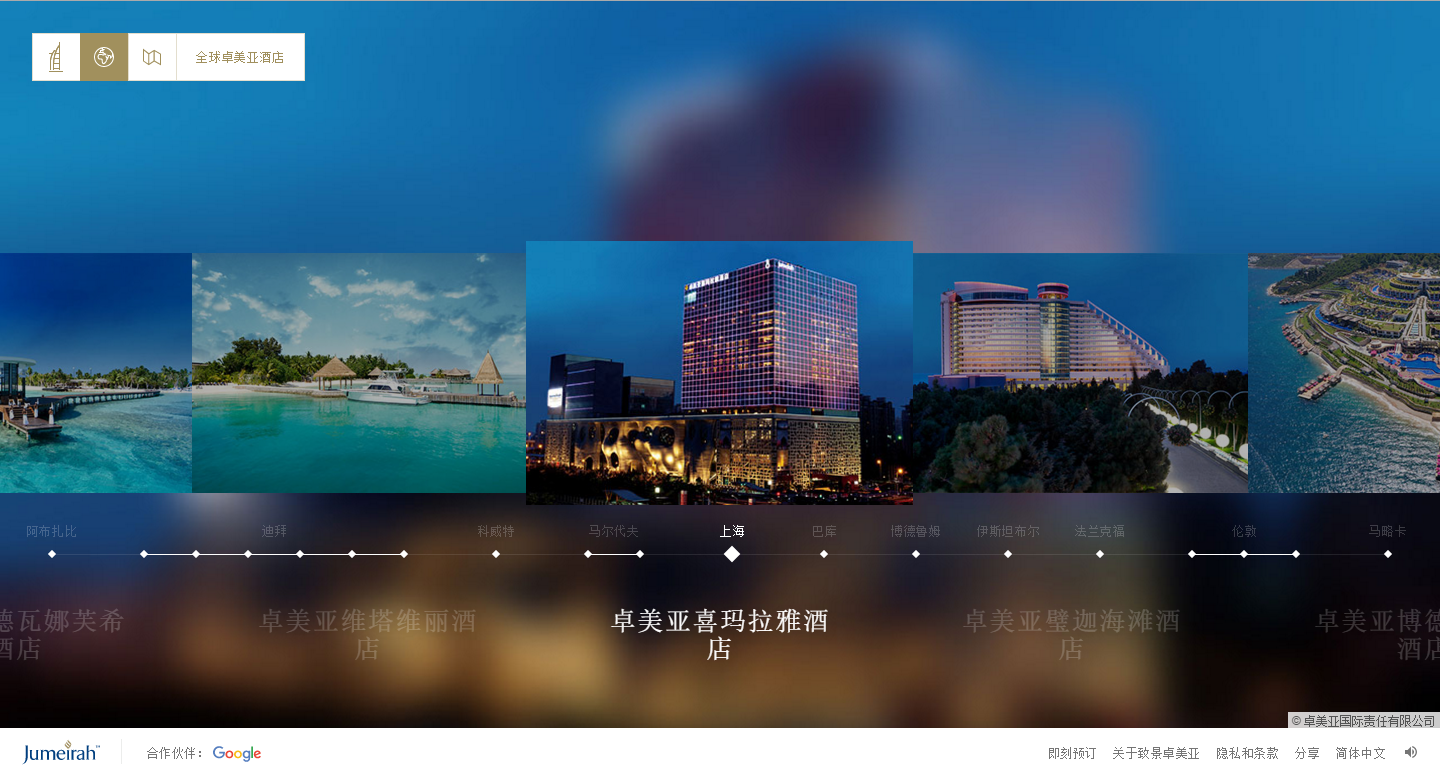 全球卓美亚酒店
阿布扎比
迪拜
科威特
马尔代夫
上海
巴库
博德鲁姆
伊斯坦布尔
法兰克福
伦敦
马略卡
德瓦娜芙希
酒店
卓美亚维塔维丽酒
店
卓美亚喜玛拉雅酒
店
卓美亚璧迦海滩酒
店
卓美亚博德
酒店
© 卓美亚国际责任有限公司
Jumeirah
合作伙伴：
Google
即刻预订
关于致景卓美亚
隐私和条款
分享
简体中文